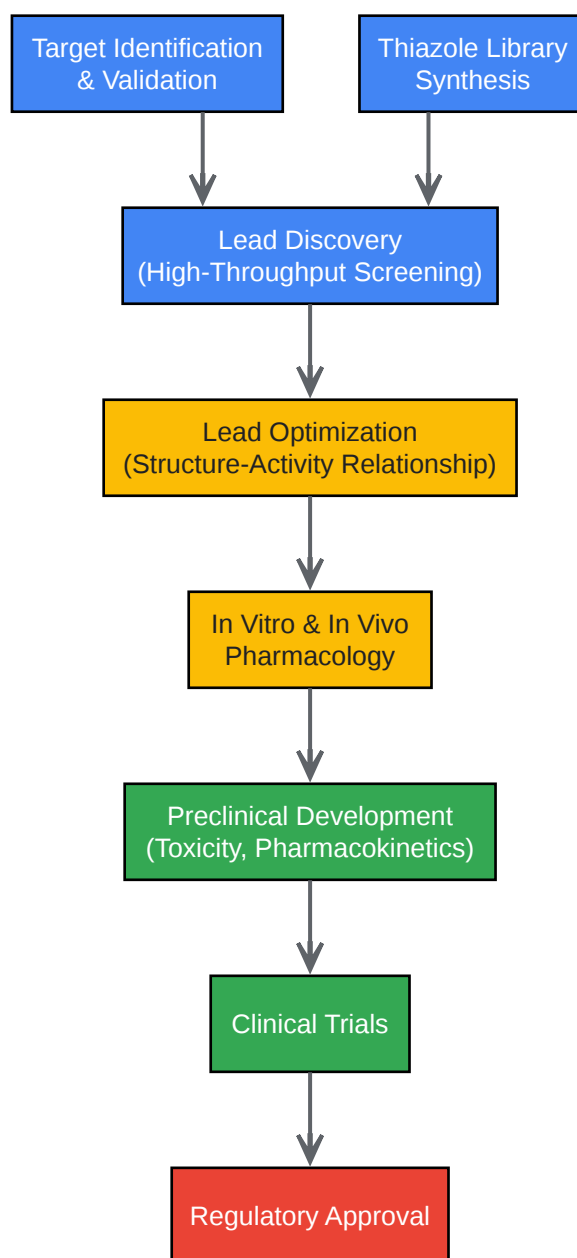 Target Identification
& Validation
Thiazole Library
Synthesis
Lead Discovery
(High-Throughput Screening)
Lead Optimization
(Structure-Activity Relationship)
In Vitro & In Vivo
Pharmacology
Preclinical Development
(Toxicity, Pharmacokinetics)
Clinical Trials
Regulatory Approval